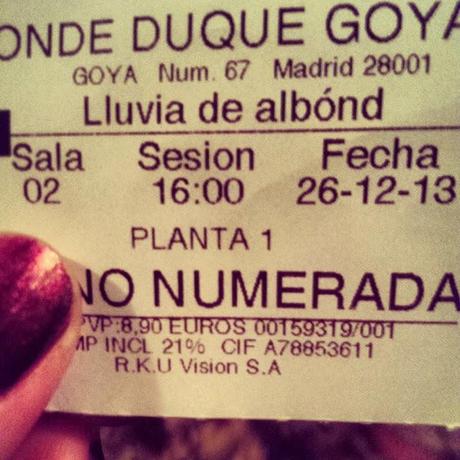 ONDE DUQUE GOYA
GOYA Num. 67 Madrid 28001
Lluvia de albónd
Sala Sesion Fecha
02 16:00 26-12-13
PLANTA 1
NO NUMERADA
PVP:8,90 EUROS 00159319/001
MP INCL 21% CIF A78853611
R.K.U Vision S.A